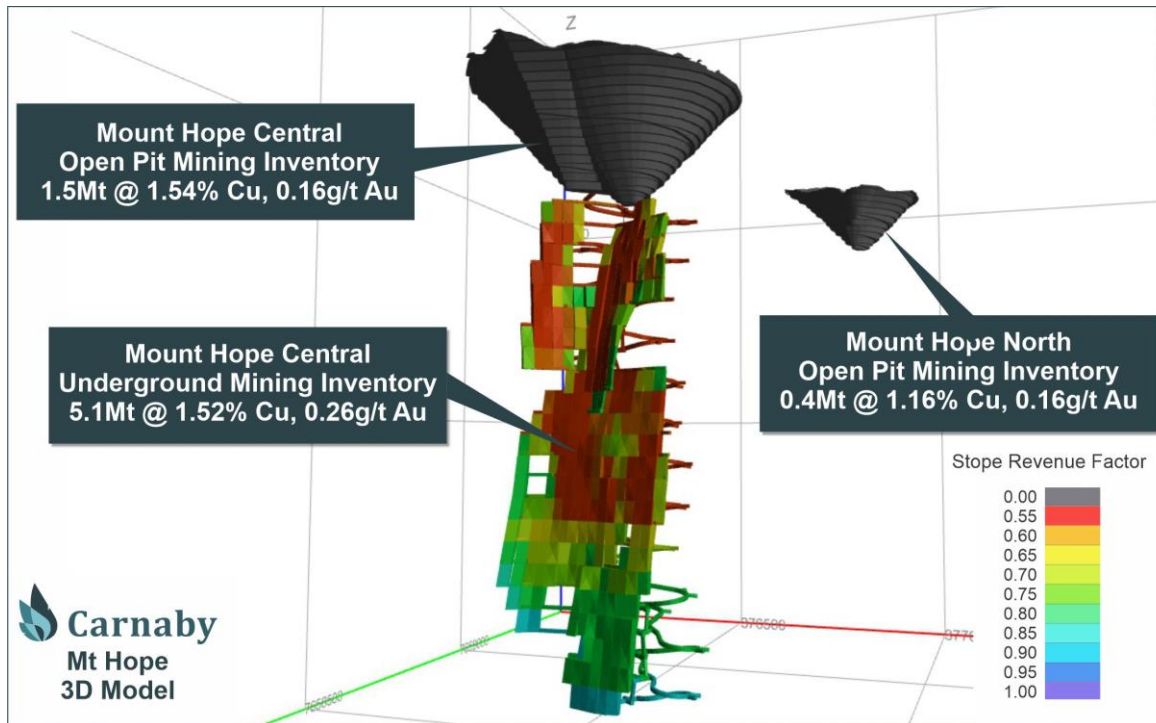 Z
Mount Hope Central
Open Pit Mining Inventory
1.5Mt @ 1.54% Cu, 0.16g/t Au
Mount Hope Central
Underground Mining Inventory
5.1Mt @ 1.52% Cu, 0.26g/t Au
Mount Hope North
Open Pit Mining Inventory
0.4Mt @ 1.16% Cu, 0.16g/t Au
Stope Revenue Factor
0.00
0.55
0.60
0.65
0.70
0.75
0.80
0.85
0.90
0.95
1.00
376500
Carnaby
Mt Hope
3D Model